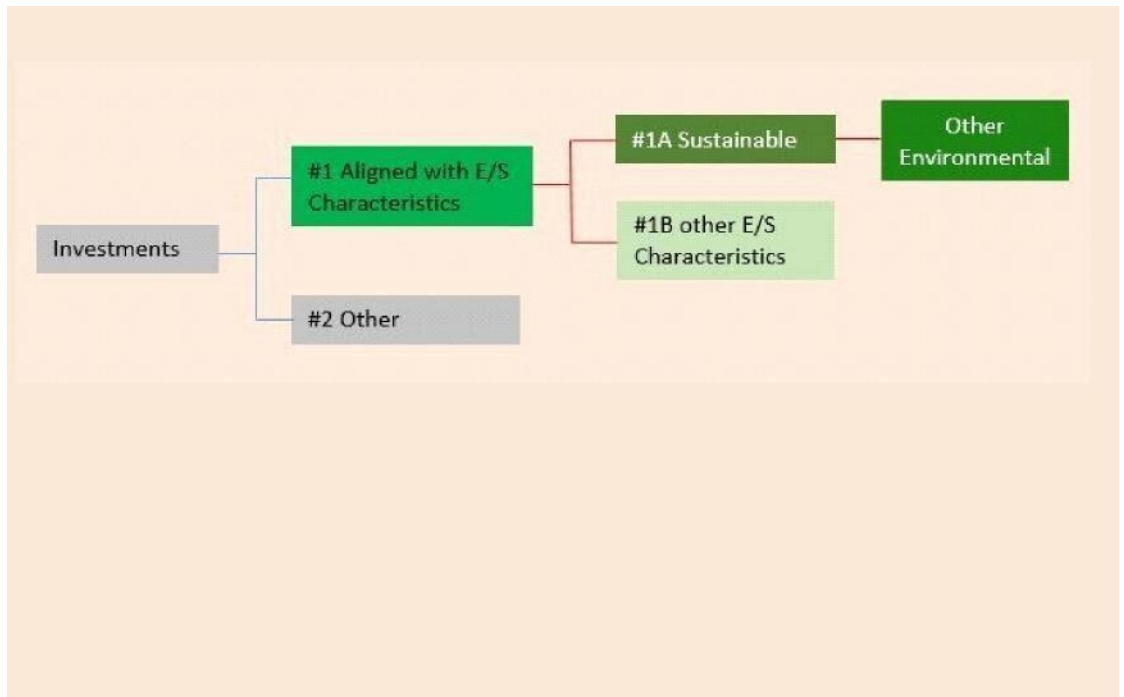 Investments
#1 Aligned with E/S
Characteristics
#2 Other
#1A Sustainable
#1B other E/S
Characteristics
Other
Environmental